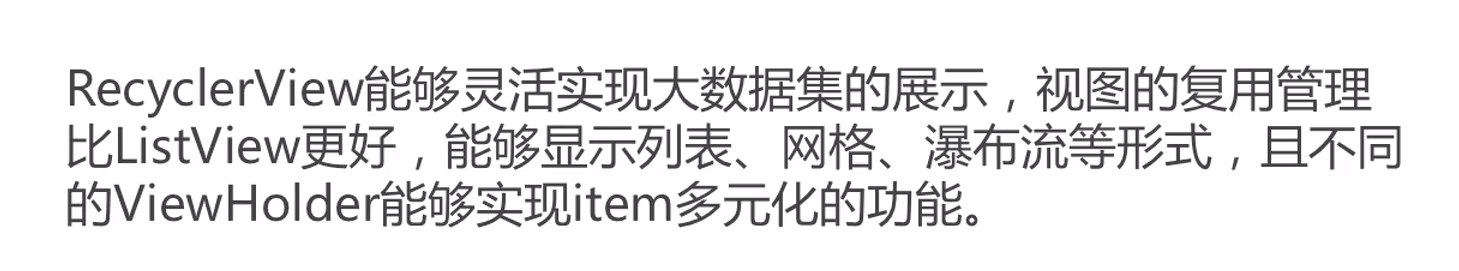 RecyclerView能够灵活实现大数据集的展示，视图的复用管理
比ListView更好，能够显示列表、网格、瀑布流等形式，且不同
的ViewHolder能够实现item多元化的功能。